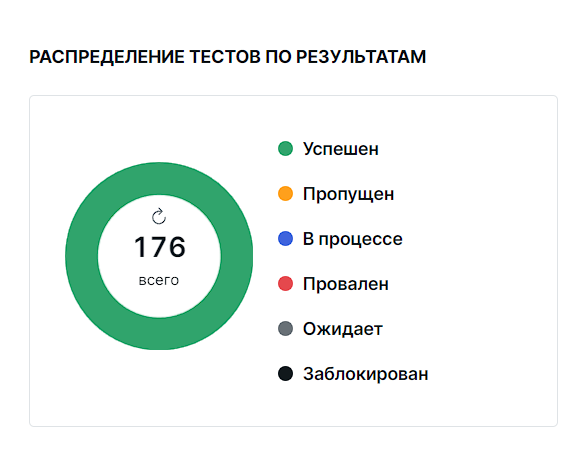 РАСПРЕДЕЛЕНИЕ ТЕСТОВ ПО РЕЗУЛЬТАТАМ
176
всего
Успешен
Пропущен
В процессе
Провален
Ожидает
Заблокирован